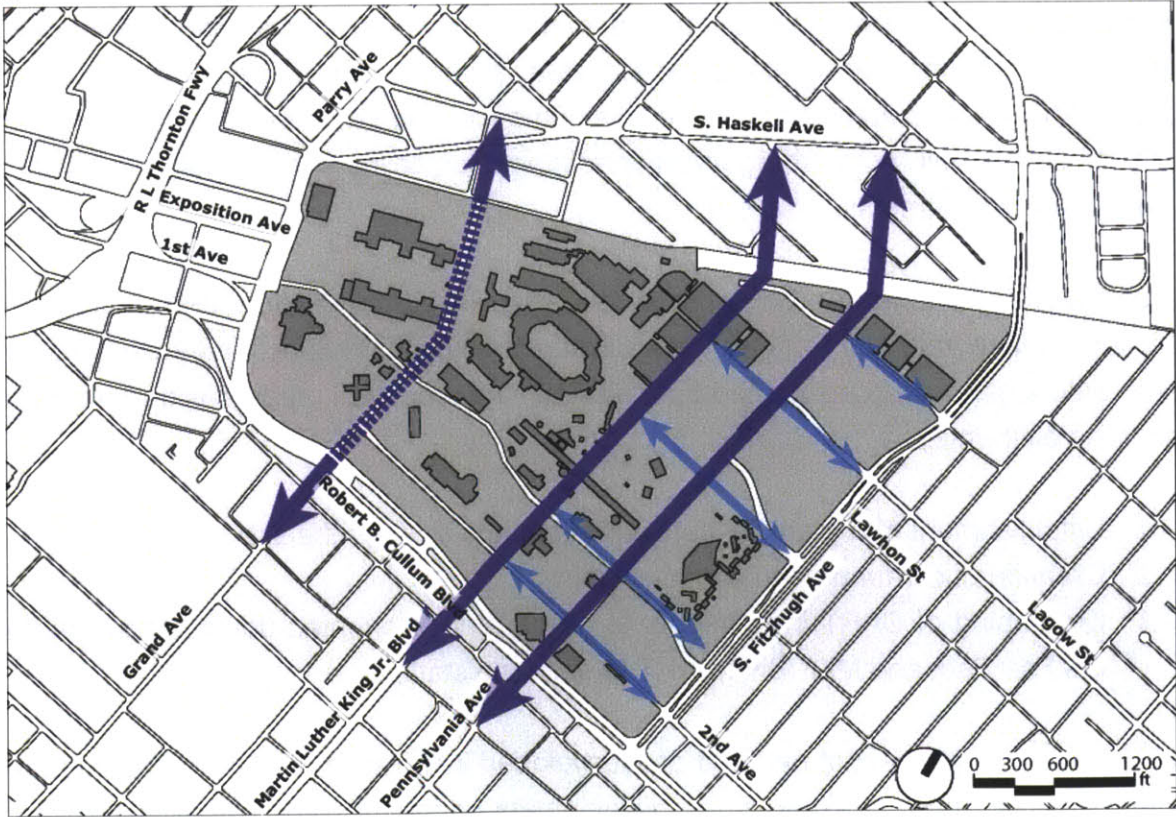 Parry Ave
R L Thornton Fwy
S. Haskell Ave
Exposition Ave
1st Ave
Robert B. Cullum Blvd
Lawhon St
Lagow St
S. Fitzhugh Ave
Grand Ave
Martin Luther King Jr. Blvd
Pennsylvania Ave
2nd Ave
0 300 600 1200
ft